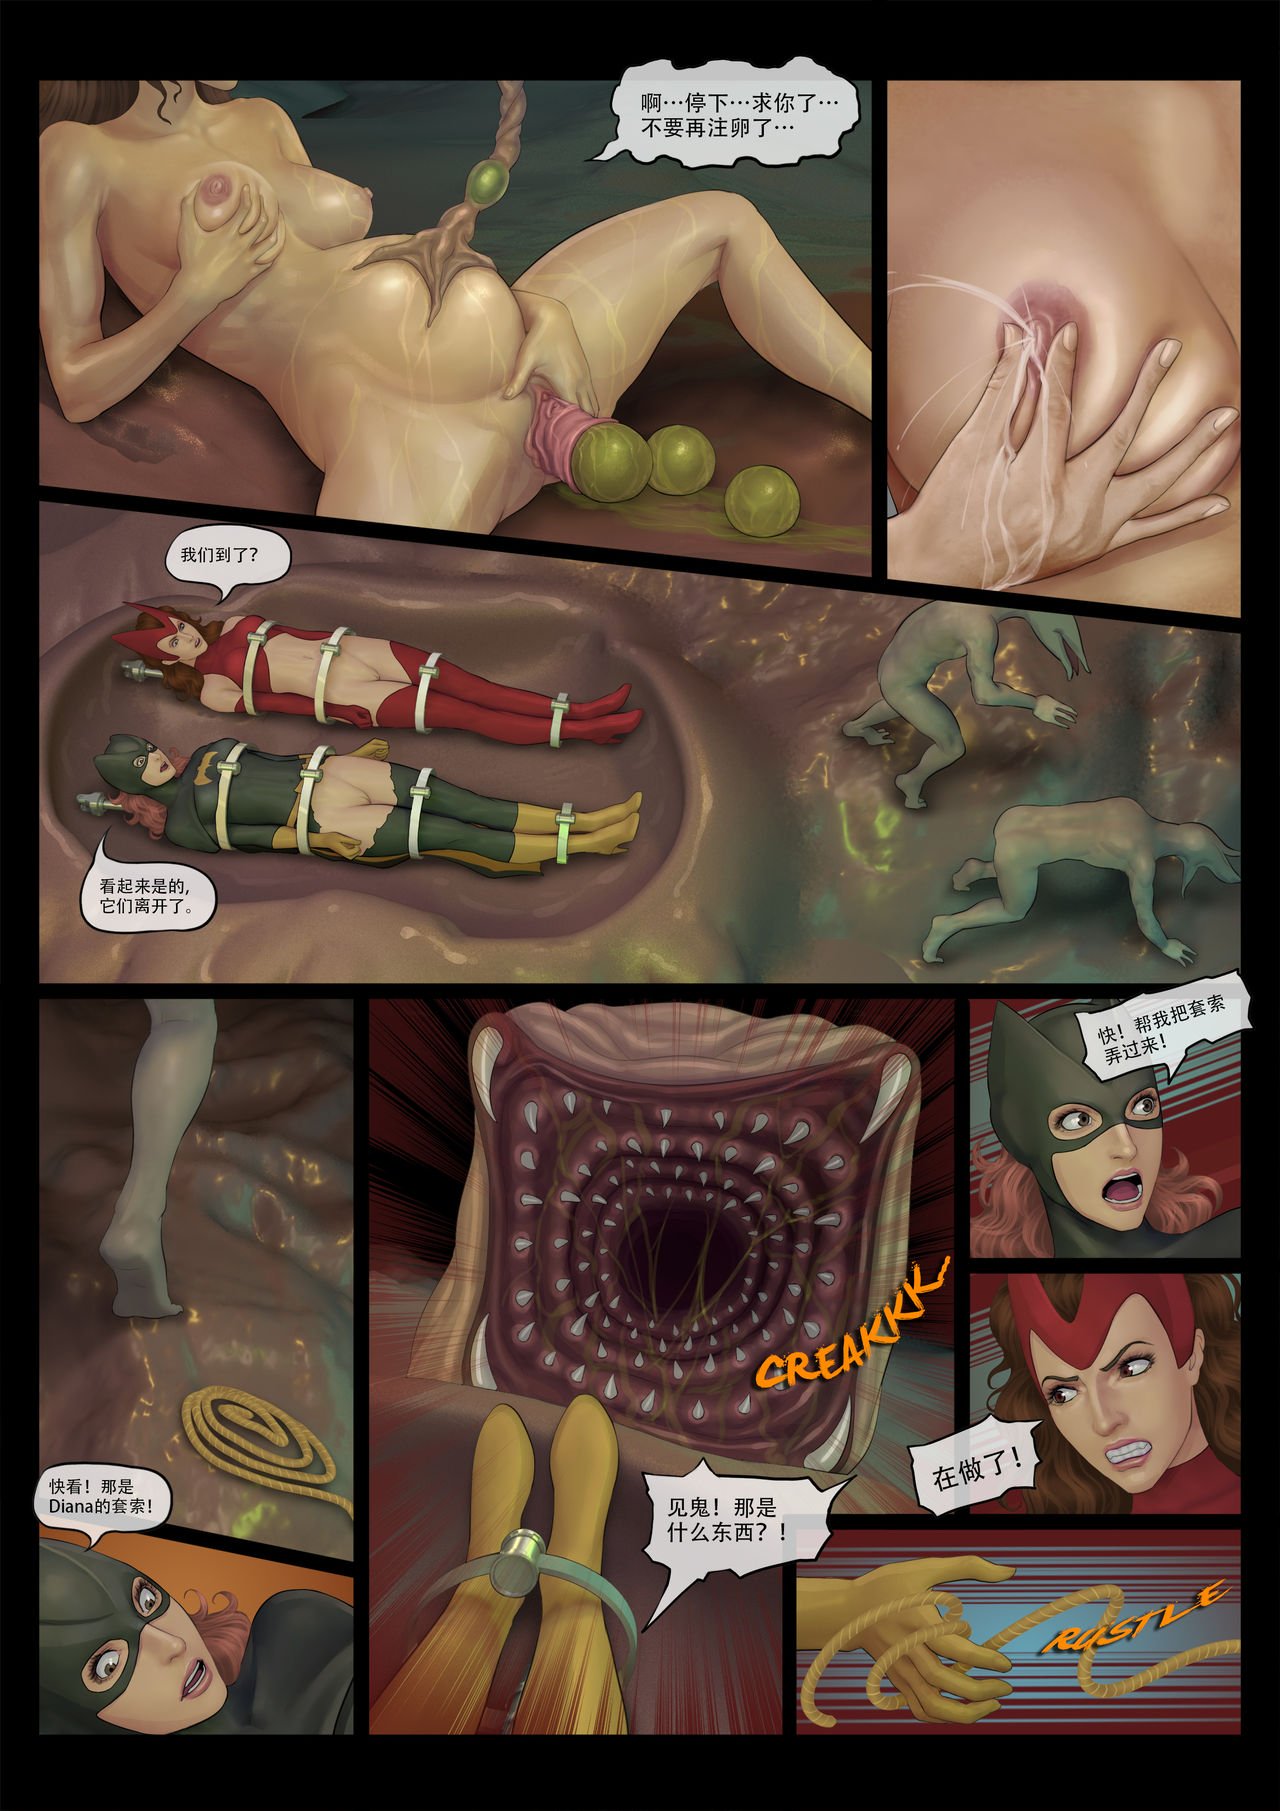 啊…停下…求你了…
不要再注卵了…
我们到了？
看起来是的，
它们离开了。
快看！那是
Diana的套索！
CREAKKK
见鬼！那是
什么东西？！
快！帮我把套索
弄过来！
在做了！
RUSTLE